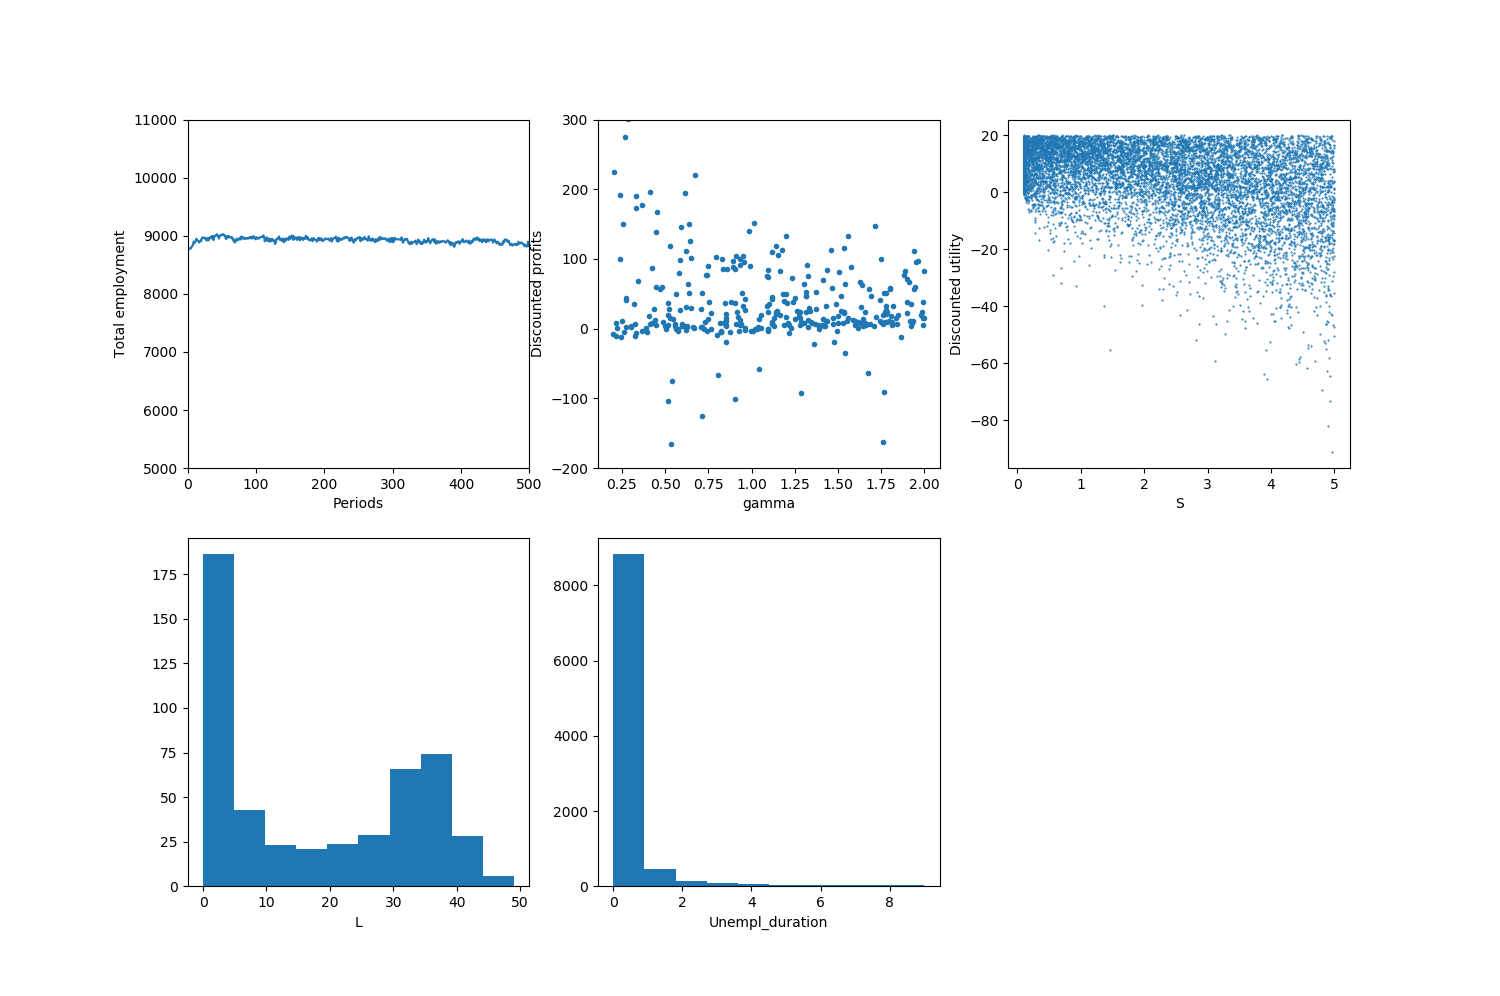 11000
10000
9000
8000
7000
6000
5000
Total employment
0 100 200 300 400 500
Periods
300
200
100
0
−100
−200
Discounted profits
0.25 0.50 0.75 1.00 1.25 1.50 1.75 2.00
gamma
20
0
−20
−40
−60
−80
Discounted utility
0 1 2 3 4 5
S
175
150
125
100
75
50
25
0
0 10 20 30 40 50
L
8000
6000
4000
2000
0
0 2 4 6 8
Unempl_duration